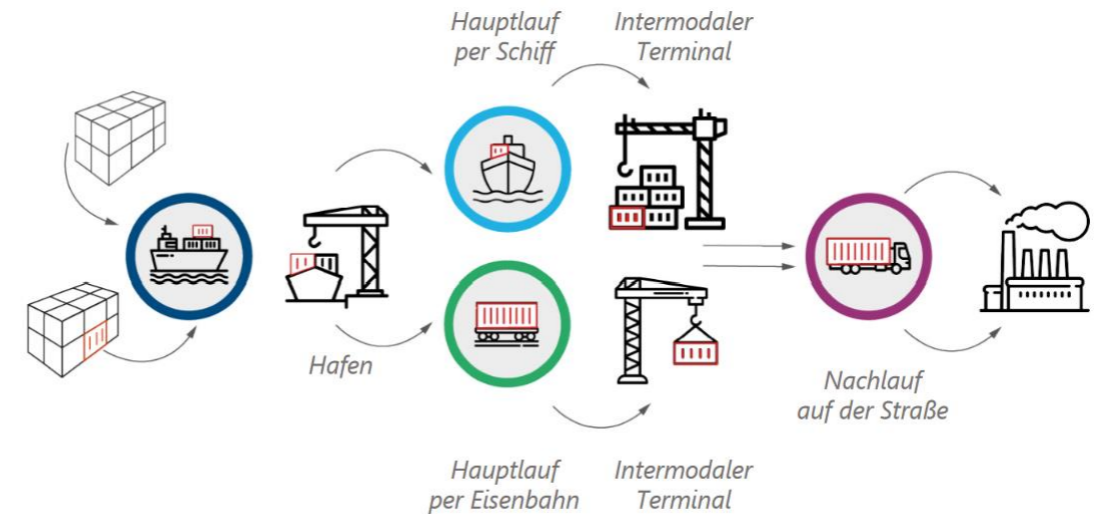 Hauptlauf
per Schiff
Intermodaler
Terminal
Hafen
Nachlauf
auf der Straße
Hauptlauf
per Eisenbahn
Intermodaler
Terminal